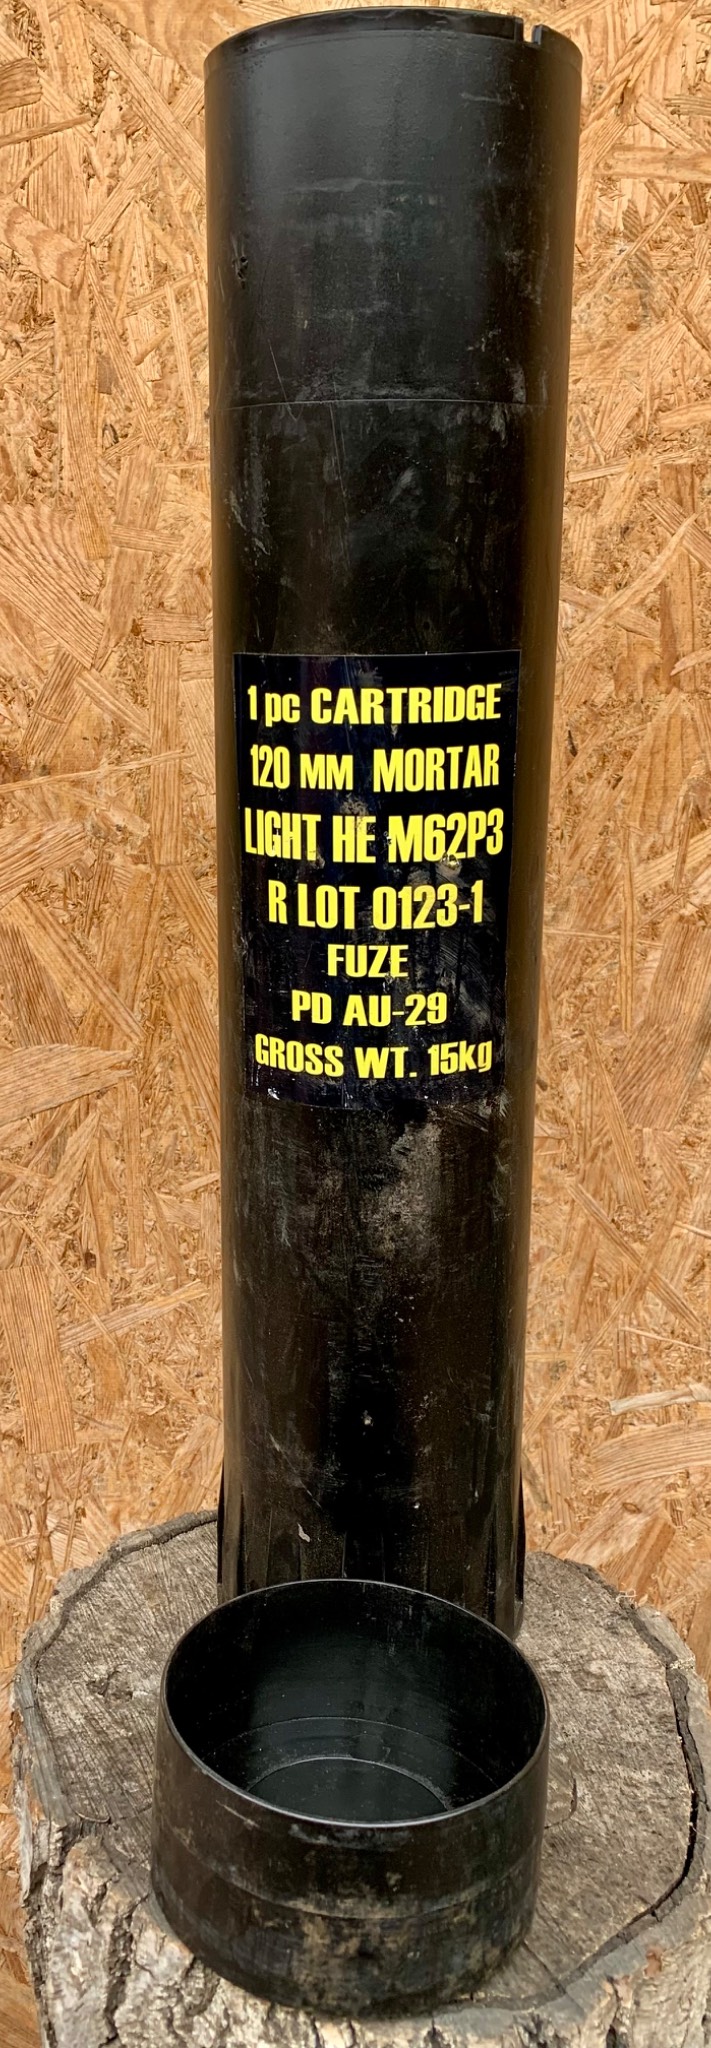 1 pc CARTRIDGE
120 MM MORTAR
LIGHT HE M62P3
R LOT 0123-1
FUZE
PD AU-29
GROSS WT. 15kg